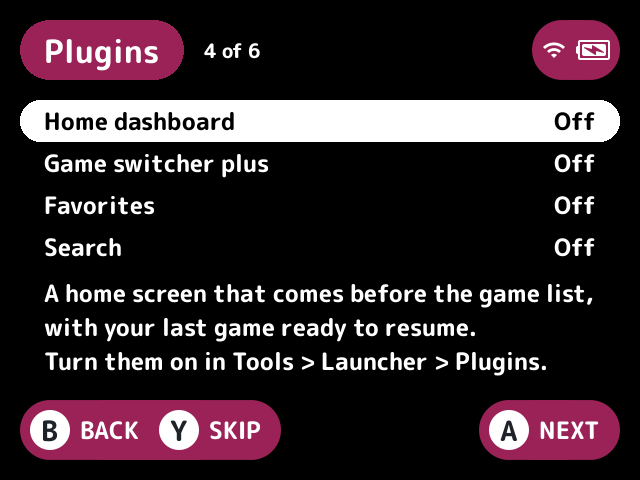 Plugins
4 of 6
Home dashboard Off
Game switcher plus Off
Favorites Off
Search Off
A home screen that comes before the game list,
with your last game ready to resume.
Turn them on in Tools > Launcher > Plugins.
B BACK Y SKIP A NEXT